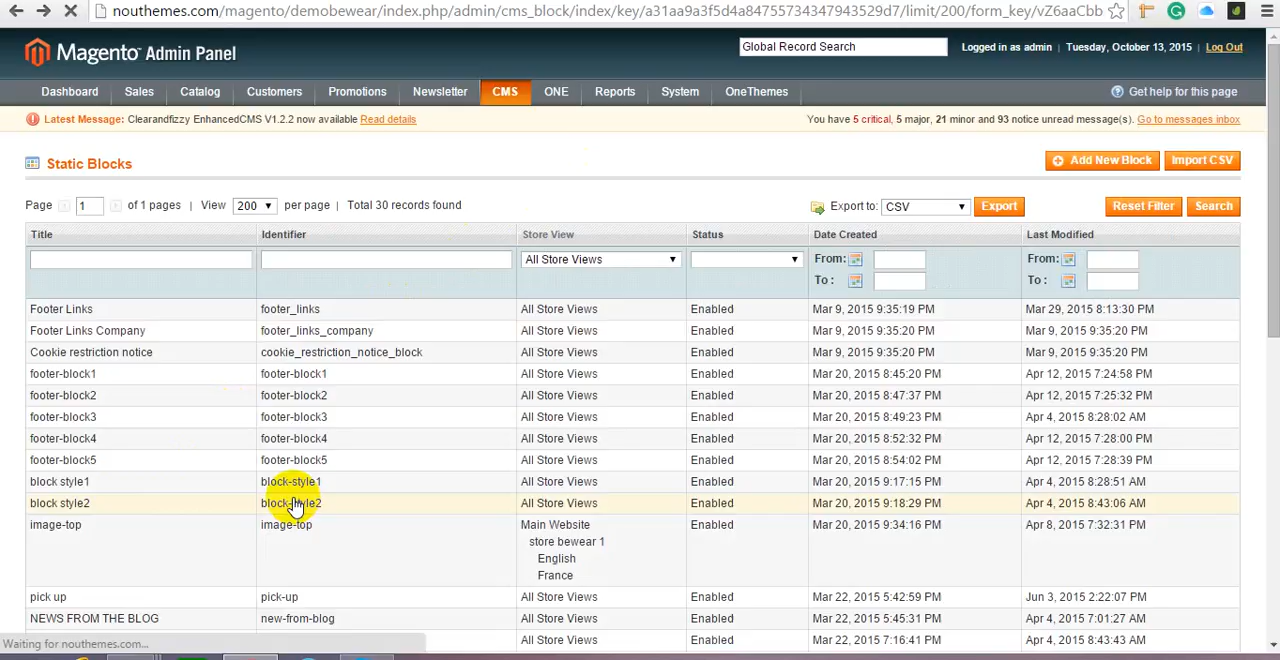 nouthemes.com/magento/demobewear/index.php/admin/cms_block/index/key/a31aa9a3f5d4a84755734347943529d7/limit/200/form_key/vZ6aaCbb
Magento Admin Panel
Global Record Search
Logged in as admin | Tuesday, October 13, 2015 | Log Out
Dashboard Sales Catalog Customers Promotions Newsletter CMS ONE Reports System OneThemes Get help for this page
Latest Message: Clearandfizzy EnhancedCMS V1.2.2 now available Read details You have 5 critical, 5 major, 21 minor and 93 notice unread message(s). Go to messages inbox
Static Blocks Add New Block Import CSV
Page 1 of 1 pages | View 200 per page | Total 30 records found Export to: CSV Export Reset Filter Search
Title Identifier Store View Status Date Created Last Modified
All Store Views From: From:
To : To :
Footer Links footer_links All Store Views Enabled Mar 9, 2015 9:35:19 PM Mar 29, 2015 8:13:30 PM
Footer Links Company footer_links_company All Store Views Enabled Mar 9, 2015 9:35:20 PM Mar 9, 2015 9:35:20 PM
Cookie restriction notice cookie_restriction_notice_block All Store Views Enabled Mar 9, 2015 9:35:20 PM Mar 9, 2015 9:35:20 PM
footer-block1 footer-block1 All Store Views Enabled Mar 20, 2015 8:45:20 PM Apr 12, 2015 7:24:58 PM
footer-block2 footer-block2 All Store Views Enabled Mar 20, 2015 8:47:37 PM Apr 12, 2015 7:25:32 PM
footer-block3 footer-block3 All Store Views Enabled Mar 20, 2015 8:49:23 PM Apr 4, 2015 8:28:02 AM
footer-block4 footer-block4 All Store Views Enabled Mar 20, 2015 8:52:32 PM Apr 12, 2015 7:28:00 PM
footer-block5 footer-block5 All Store Views Enabled Mar 20, 2015 8:54:02 PM Apr 12, 2015 7:28:39 PM
block style1 block-style1 All Store Views Enabled Mar 20, 2015 9:17:15 PM Apr 4, 2015 8:28:51 AM
block style2 block-style2 All Store Views Enabled Mar 20, 2015 9:18:29 PM Apr 4, 2015 8:43:06 AM
image-top image-top Main Website Enabled Mar 20, 2015 9:34:16 PM Apr 8, 2015 7:32:31 PM
store bewear 1
English
France
pick up pick-up All Store Views Enabled Mar 22, 2015 5:42:59 PM Jun 3, 2015 2:22:07 PM
NEWS FROM THE BLOG new-from-blog All Store Views Enabled Mar 22, 2015 5:45:31 PM Apr 4, 2015 7:01:27 AM
All Store Views Enabled Mar 22, 2015 7:16:41 PM Apr 4, 2015 8:43:43 AM
Waiting for nouthemes.com...